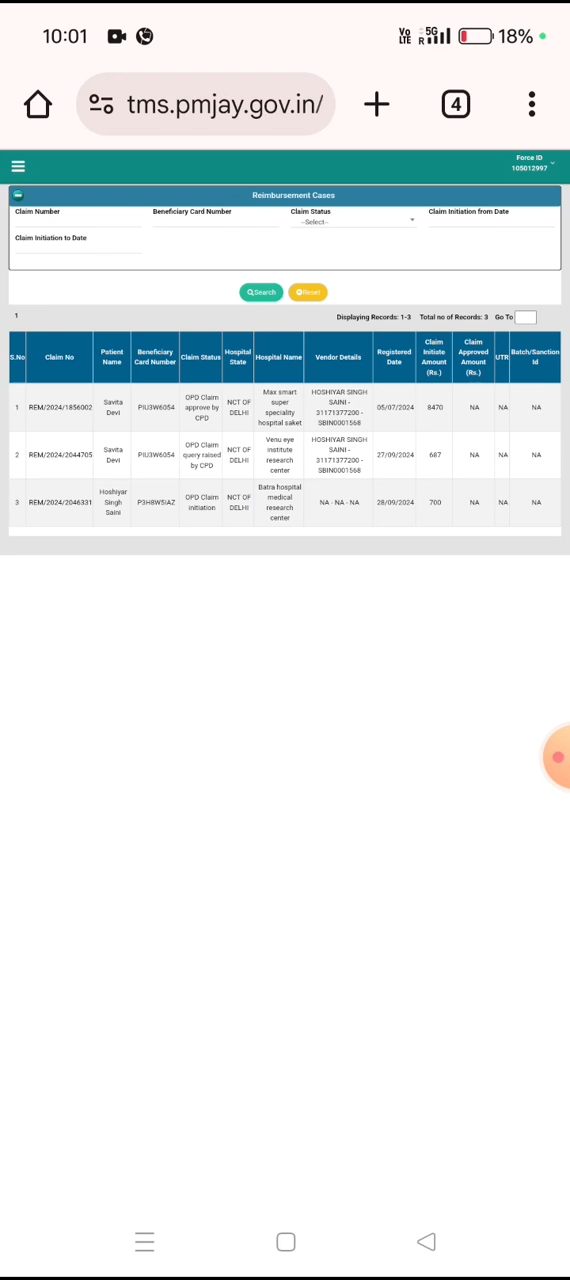 10:01 Vo LTE 5G R 18%
tms.pmjay.gov.in/ 4
Force ID
105012997
Reimbursement Cases
Claim Number Beneficiary Card Number Claim Status Claim Initiation from Date
--Select--
Claim Initiation to Date
Search Reset
1 Displaying Records: 1-3 Total no of Records: 3 Go To
S.No Claim No Patient Name Beneficiary Card Number Claim Status Hospital State Hospital Name Vendor Details Registered Date Claim Initiate Amount (Rs.) Claim Approved Amount (Rs.) UTR Batch/Sanction Id
1 REM/2024/1856002 Savita Devi PIU3W6054 OPD Claim approve by CPD NCT OF DELHI Max smart super speciality hospital saket HOSHIYAR SINGH SAINI - 31171377200 - SBIN0001568 05/07/2024 8470 NA NA NA
2 REM/2024/2044705 Savita Devi PIU3W6054 OPD Claim query raised by CPD NCT OF DELHI Venu eye institute research center HOSHIYAR SINGH SAINI - 31171377200 - SBIN0001568 27/09/2024 687 NA NA NA
3 REM/2024/2046331 Hoshiyar Singh Saini P3H8W5IAZ OPD Claim initiation NCT OF DELHI Batra hospital medical research center NA - NA - NA 28/09/2024 700 NA NA NA